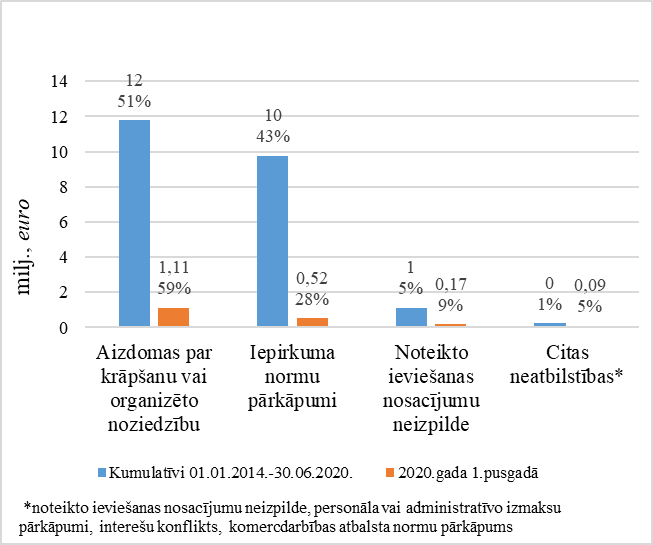 14
12
10
8
6
4
2
0
milj., euro
12
51%
1,11
59%
10
43%
0,52
28%
1
5%
0,17
9%
0
1%
0,09
5%
Aizdomas par
krāpšanu vai
organizēto
noziedzību
Iepirkuma
normu
pārkāpumi
Noteikto
ieviešanas
nosacījumu
neizpilde
Citas
neatbilstības*
Kumulatīvi 01.01.2014.-30.06.2020.
2020.gada 1.pusgadā
*noteikto ieviešanas nosacījumu neizpilde, personāla vai administratīvo izmaksu
pārkāpumi, interešu konflikts, komercdarbības atbalsta normu pārkāpums